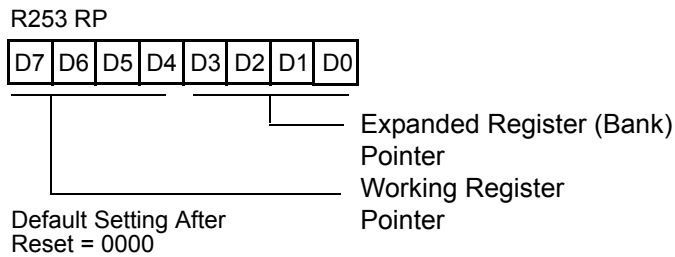 R253 RP
D7 D6 D5 D4 D3 D2 D1 D0
Expanded Register (Bank)
Pointer
Working Register
Pointer
Default Setting After
Reset = 0000